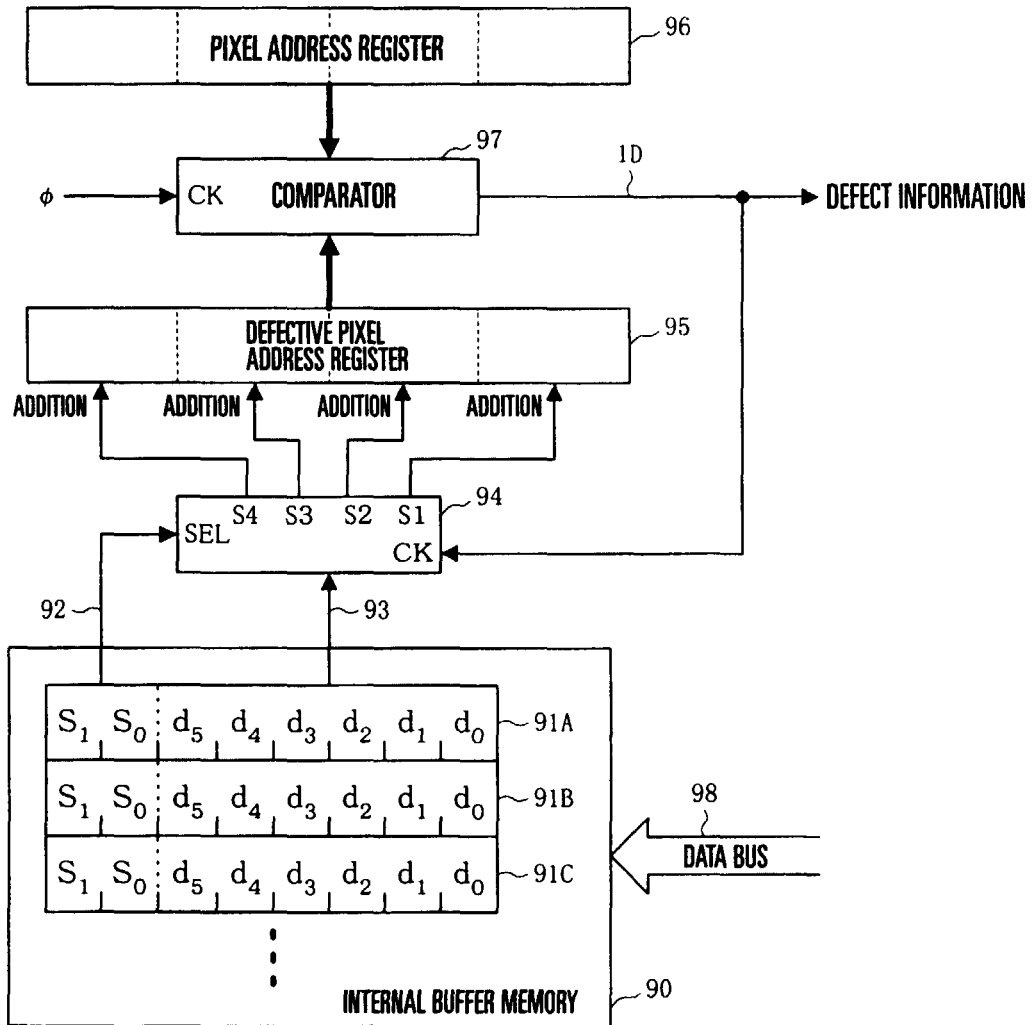 96
PIXEL ADDRESS REGISTER
97
1D
ϕ
CK COMPARATOR
DEFECT INFORMATION
DEFECTIVE PIXEL
ADDRESS REGISTER
95
ADDITION ADDITION ADDITION ADDITION
94
S4 S3 S2 S1
SEL
CK
92
93
S₁ S₀ d₅ d₄ d₃ d₂ d₁ d₀ 91A
S₁ S₀ d₅ d₄ d₃ d₂ d₁ d₀ 91B
98
DATA BUS
S₁ S₀ d₅ d₄ d₃ d₂ d₁ d₀ 91C
INTERNAL BUFFER MEMORY
90